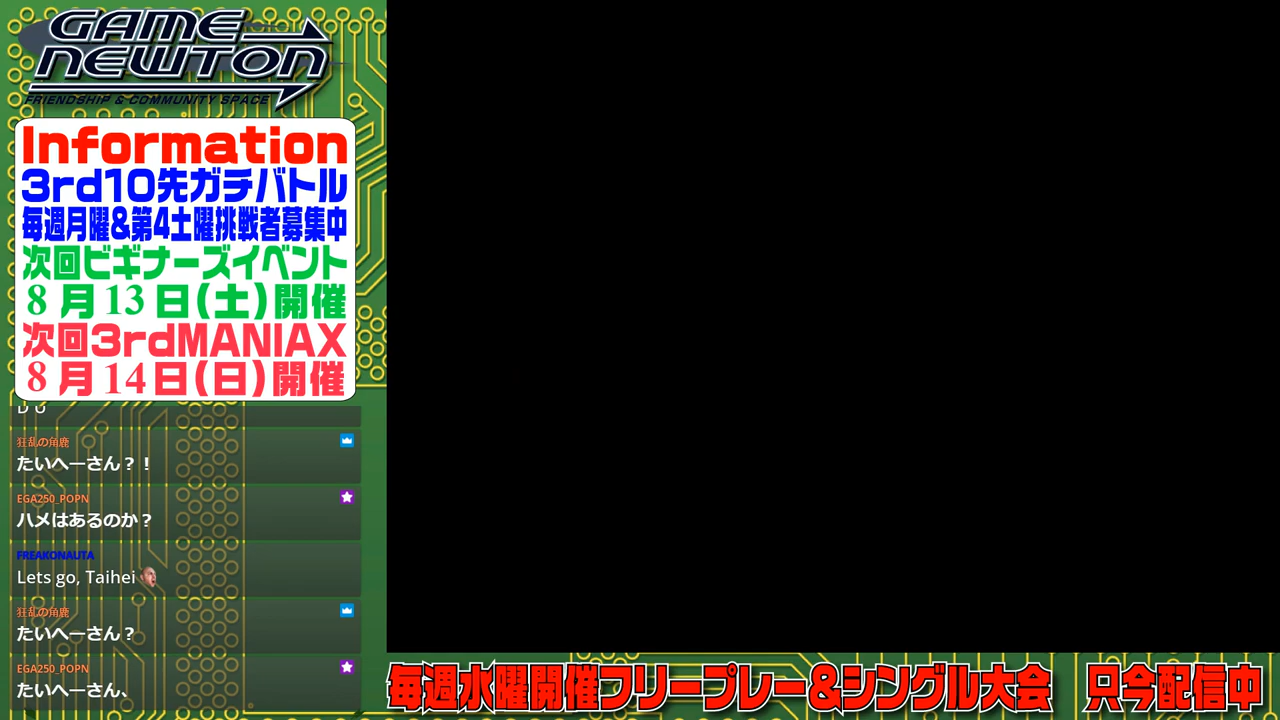 GAME
NEWTON
FRIENDSHIP & COMMUNITY SPACE
Information
3rd10先ガチバトル
毎週月曜&第4土曜挑戦者募集中
次回ビギナーズイベント
8月13日(土)開催
次回3rdMANIAX
8月14日(日)開催
狂乱の角鹿
たいへーさん？！
EGA250_POPN
ハメはあるのか？
FREAKONAUTA
Lets go, Taihei
狂乱の角鹿
たいへーさん？
EGA250_POPN
たいへーさん、
毎週水曜開催フリープレー&シングル大会 只今配信中